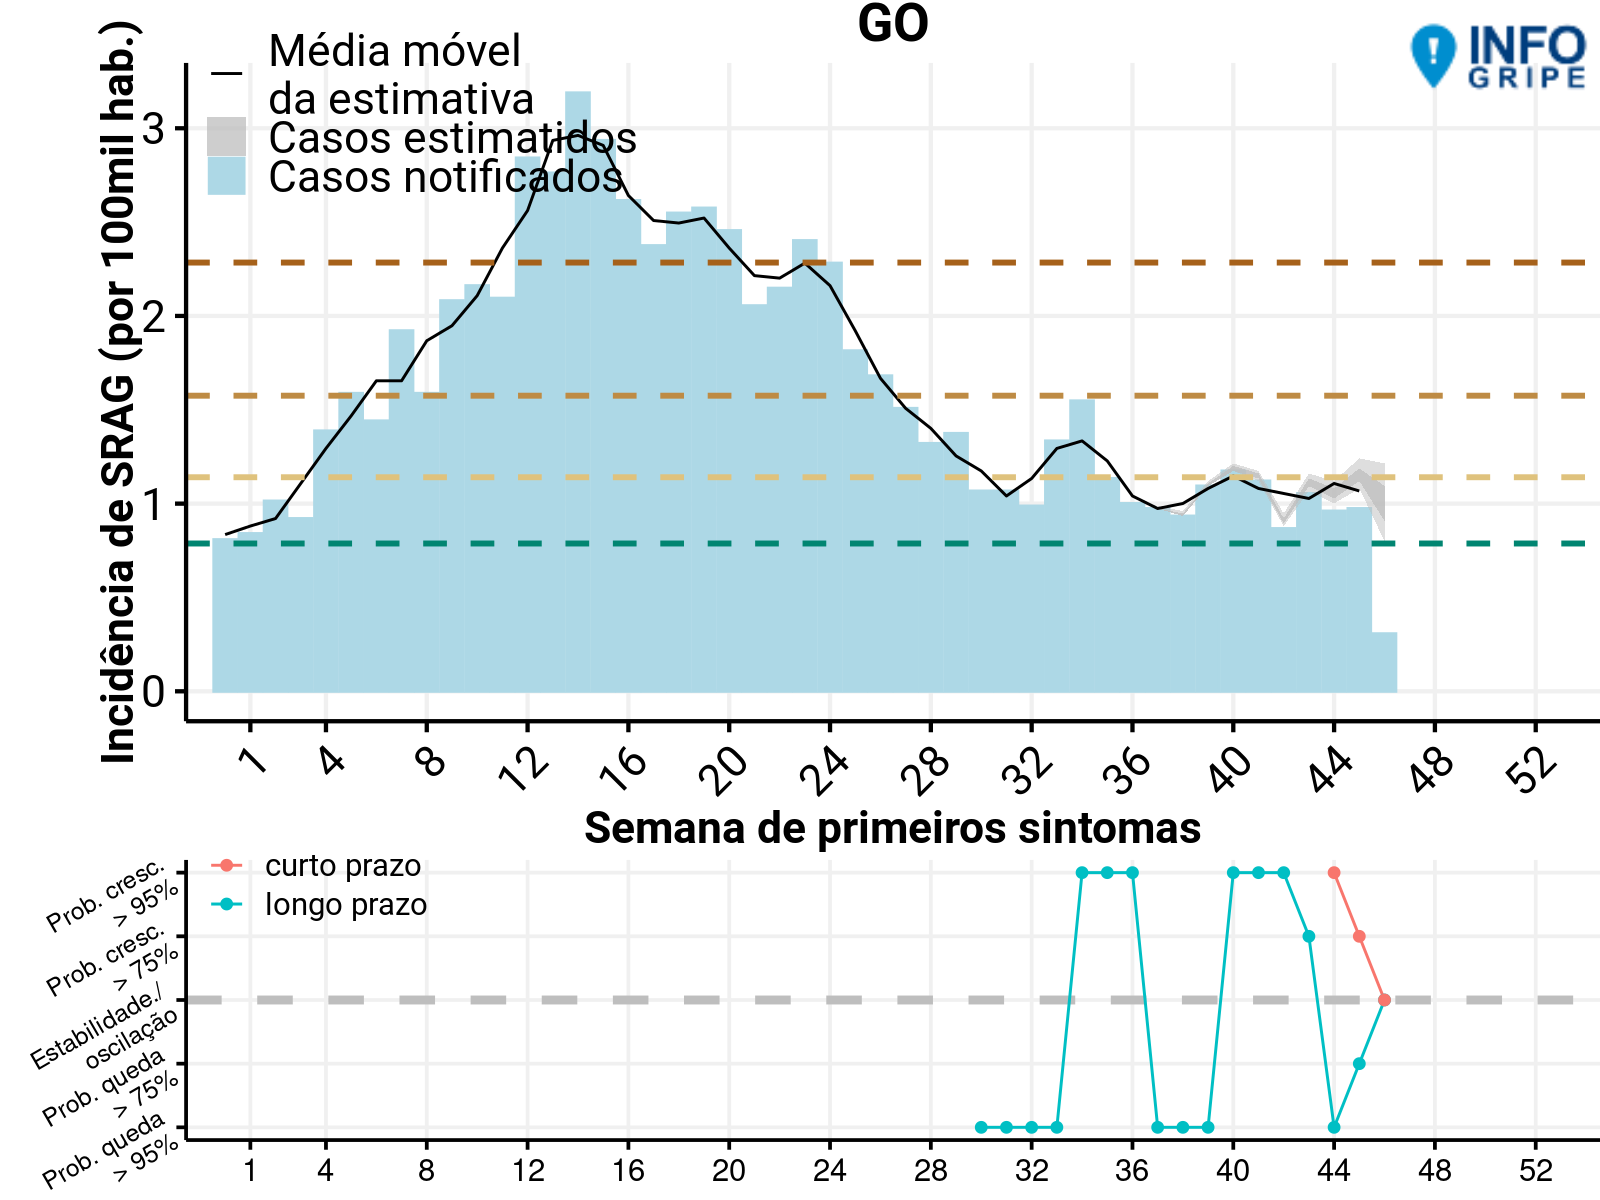 GO
INFO
GRIPE
Média móvel
da estimativa
Casos estimatidos
Casos notificados
Incidência de SRAG (por 100mil hab.)
3
2
1
0
1 4 8 12 16 20 24 28 32 36 40 44 48 52
Semana de primeiros sintomas
curto prazo
longo prazo
Prob. cresc.
> 95%
Prob. cresc.
> 75%
Estabilidade./
oscilação
Prob. queda
> 75%
Prob. queda
> 95%
1 4 8 12 16 20 24 28 32 36 40 44 48 52